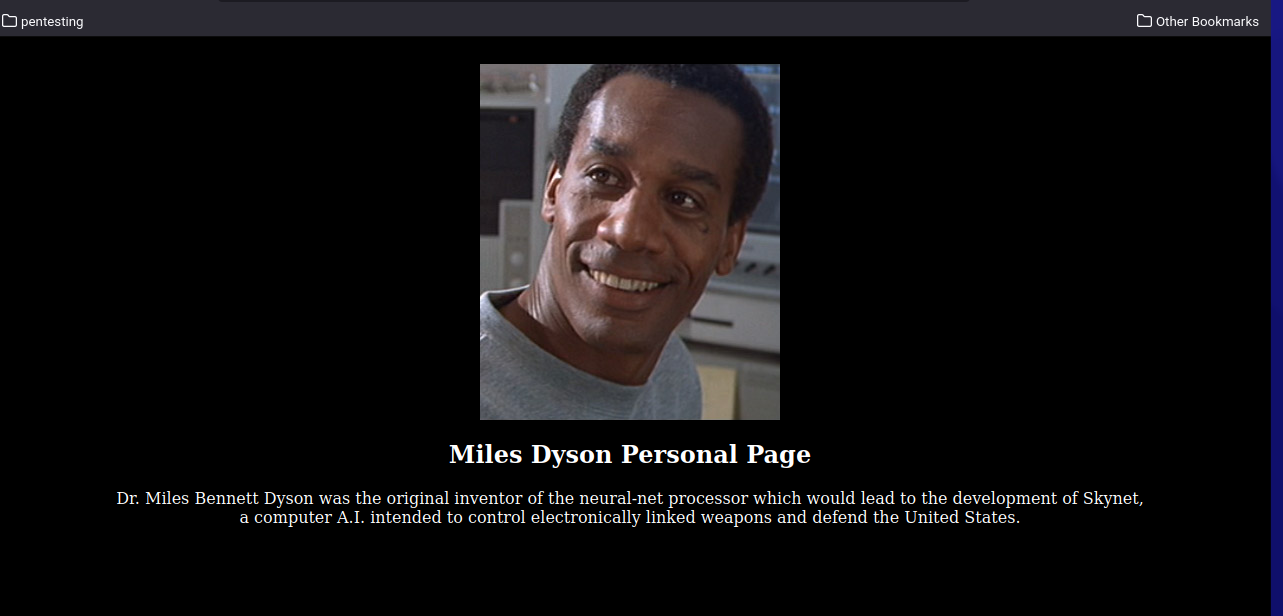 pentesting
Other Bookmarks
Miles Dyson Personal Page
Dr. Miles Bennett Dyson was the original inventor of the neural-net processor which would lead to the development of Skynet,
a computer A.I. intended to control electronically linked weapons and defend the United States.